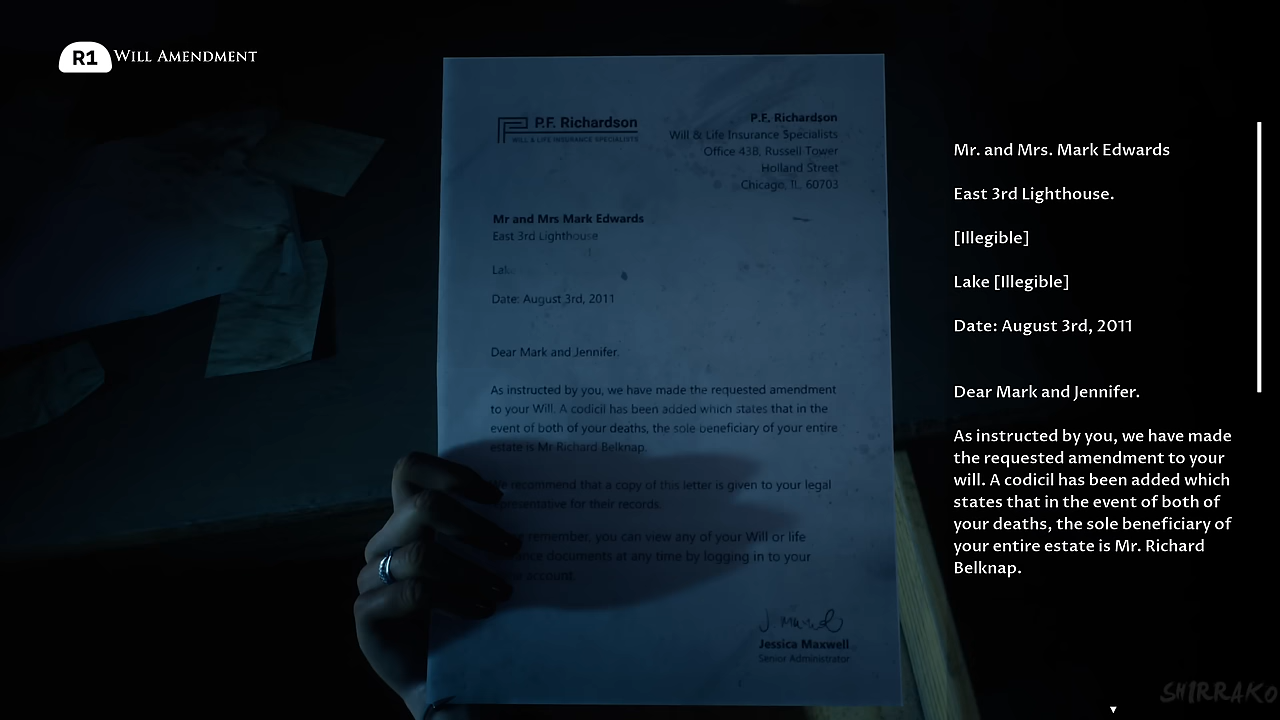 R1 Will Amendment
P.F. Richardson
WILL & LIFE INSURANCE SPECIALISTS
P.F. Richardson
Will & Life Insurance Specialists
Office 43B, Russell Tower
Holland Street
Chicago, IL, 60703
Mr and Mrs Mark Edwards
East 3rd Lighthouse
Date: August 3rd, 2011
Dear Mark and Jennifer,
As instructed by you, we have made the requested amendment
to your Will. A codicil has been added which states that in the
event of both of your deaths, the sole beneficiary of your entire
estate is Mr Richard Belknap.
We recommend that a copy of this letter is given to your legal
representative for their records.
remember, you can view any of your Will or life
documents at any time by logging in to your
account.
Jessica Maxwell
Senior Administrator
Mr. and Mrs. Mark Edwards
East 3rd Lighthouse.
[Illegible]
Lake [Illegible]
Date: August 3rd, 2011
Dear Mark and Jennifer.
As instructed by you, we have made
the requested amendment to your
will. A codicil has been added which
states that in the event of both of
your deaths, the sole beneficiary of
your entire estate is Mr. Richard
Belknap.
SHIRRAKO